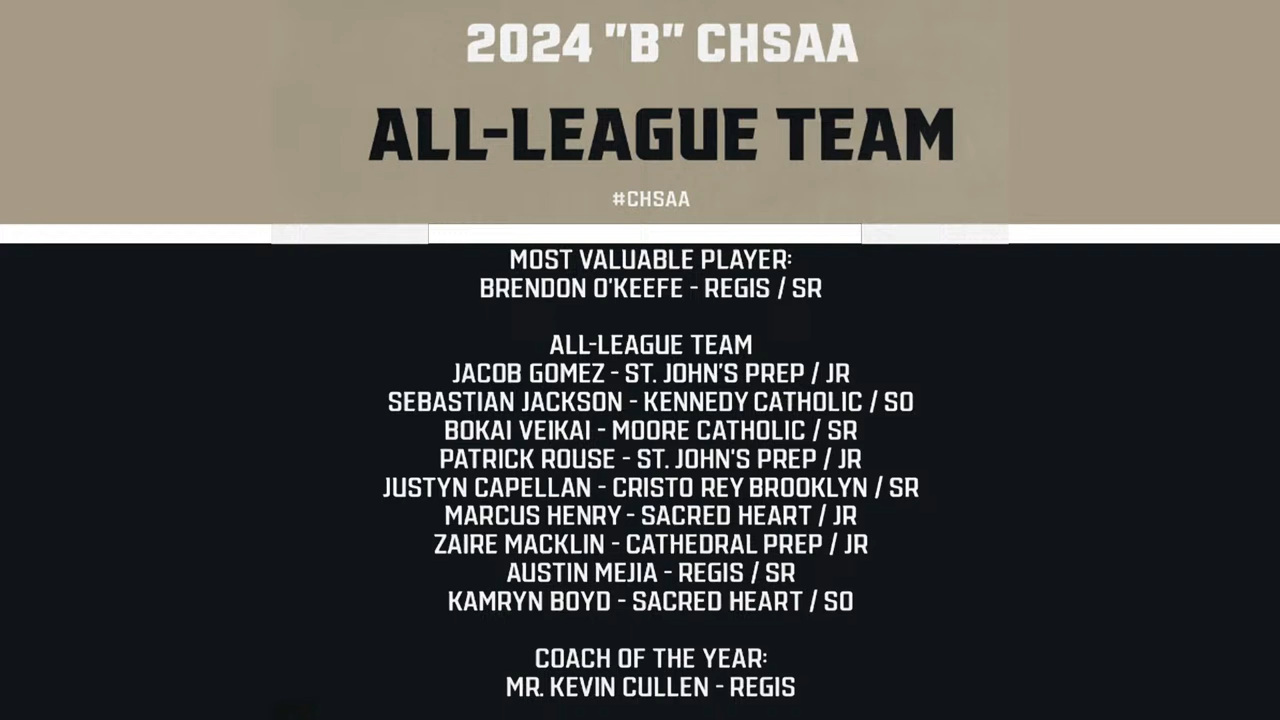 2024 "B" CHSAA
ALL-LEAGUE TEAM
#CHSAA
MOST VALUABLE PLAYER:
BRENDON O'KEEFE - REGIS / SR
ALL-LEAGUE TEAM
JACOB GOMEZ - ST. JOHN'S PREP / JR
SEBASTIAN JACKSON - KENNEDY CATHOLIC / SO
BOKAI VEIKAI - MOORE CATHOLIC / SR
PATRICK ROUSE - ST. JOHN'S PREP / JR
JUSTYN CAPELLAN - CRISTO REY BROOKLYN / SR
MARCUS HENRY - SACRED HEART / JR
ZAIRE MACKLIN - CATHEDRAL PREP / JR
AUSTIN MEJIA - REGIS / SR
KAMRYN BOYD - SACRED HEART / SO
COACH OF THE YEAR:
MR. KEVIN CULLEN - REGIS